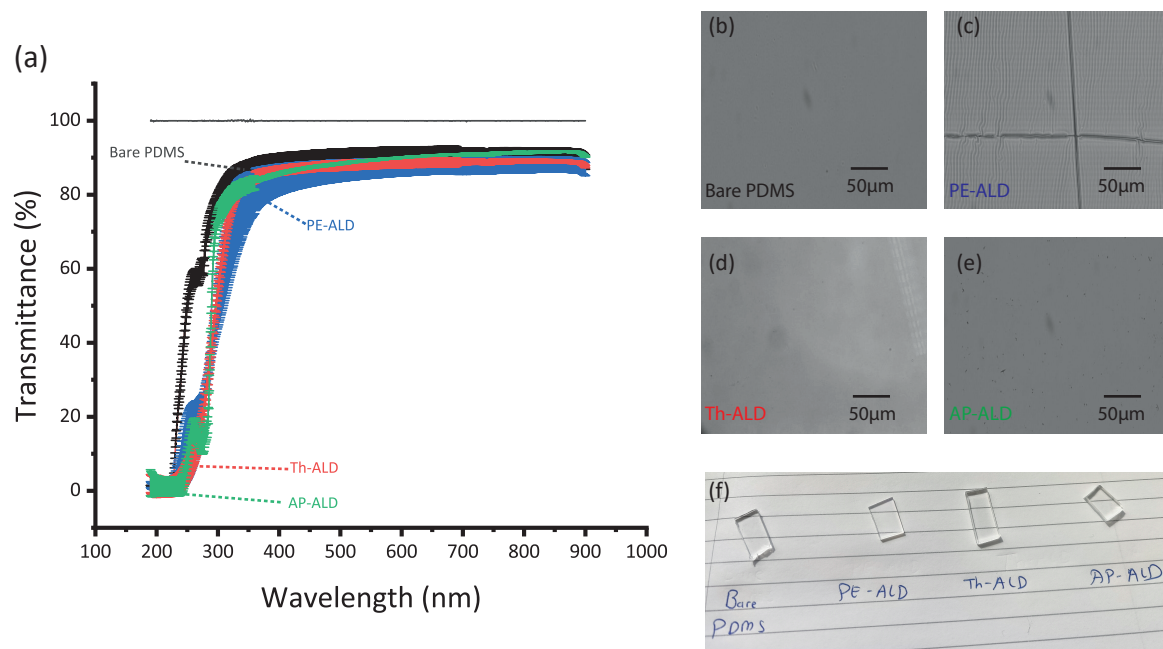 (a)
Transmittance (%)
100
80
60
40
20
0
Bare PDMS
PE-ALD
Th-ALD
AP-ALD
100 200 300 400 500 600 700 800 900 1000
Wavelength (nm)
(b)
50μm
Bare PDMS
(c)
50μm
PE-ALD
(d)
50μm
Th-ALD
(e)
50μm
AP-ALD
(f)
Bare PE-ALD Th-ALD AP-ALD
PDMS